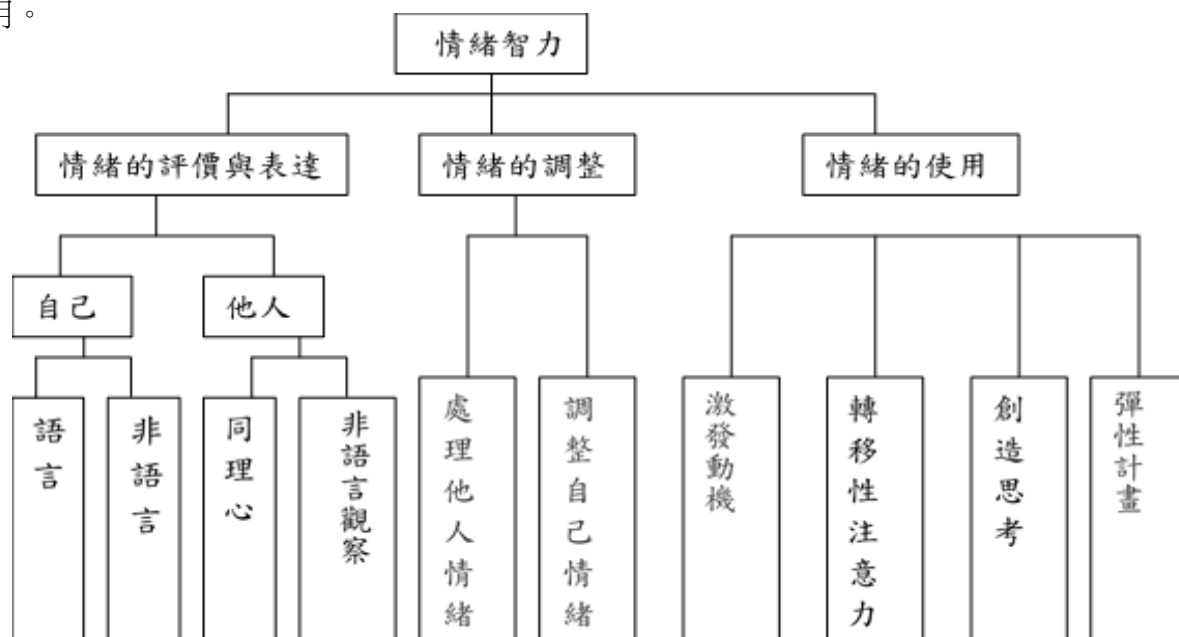 用。
情緒智力
情緒的評價與表達
情緒的調整
情緒的使用
自己
他人
語言
非語言
同理心
非語言觀察
處理他人情緒
調整自己情緒
激發動機
轉移性注意力
創造思考
彈性計畫